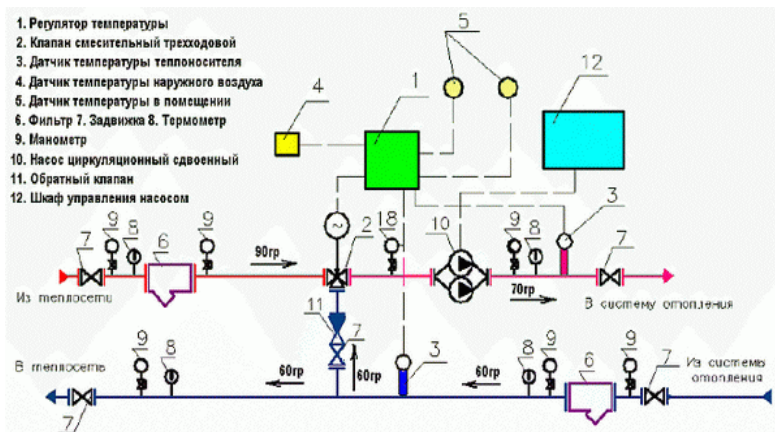 1. Регулятор температуры
2. Клапан смесительный трехходовой
3. Датчик температуры теплоносителя
4. Датчик температуры наружного воздуха
5. Датчик температуры в помещении
6. Фильтр 7. Задвижка 8. Термометр
9. Манометр
10. Насос циркуляционный сдвоенный
11. Обратный клапан
12. Шкаф управления насосом
5
12
1
4
9
8
9
18
10
9
3
7
6
2
8
7
90гр
70гр
Из теплосети
В систему отопления
11
7
9
8
3
8
9
6
7
В теплосеть
60гр
60гр
60гр
Из системы
отопления
7